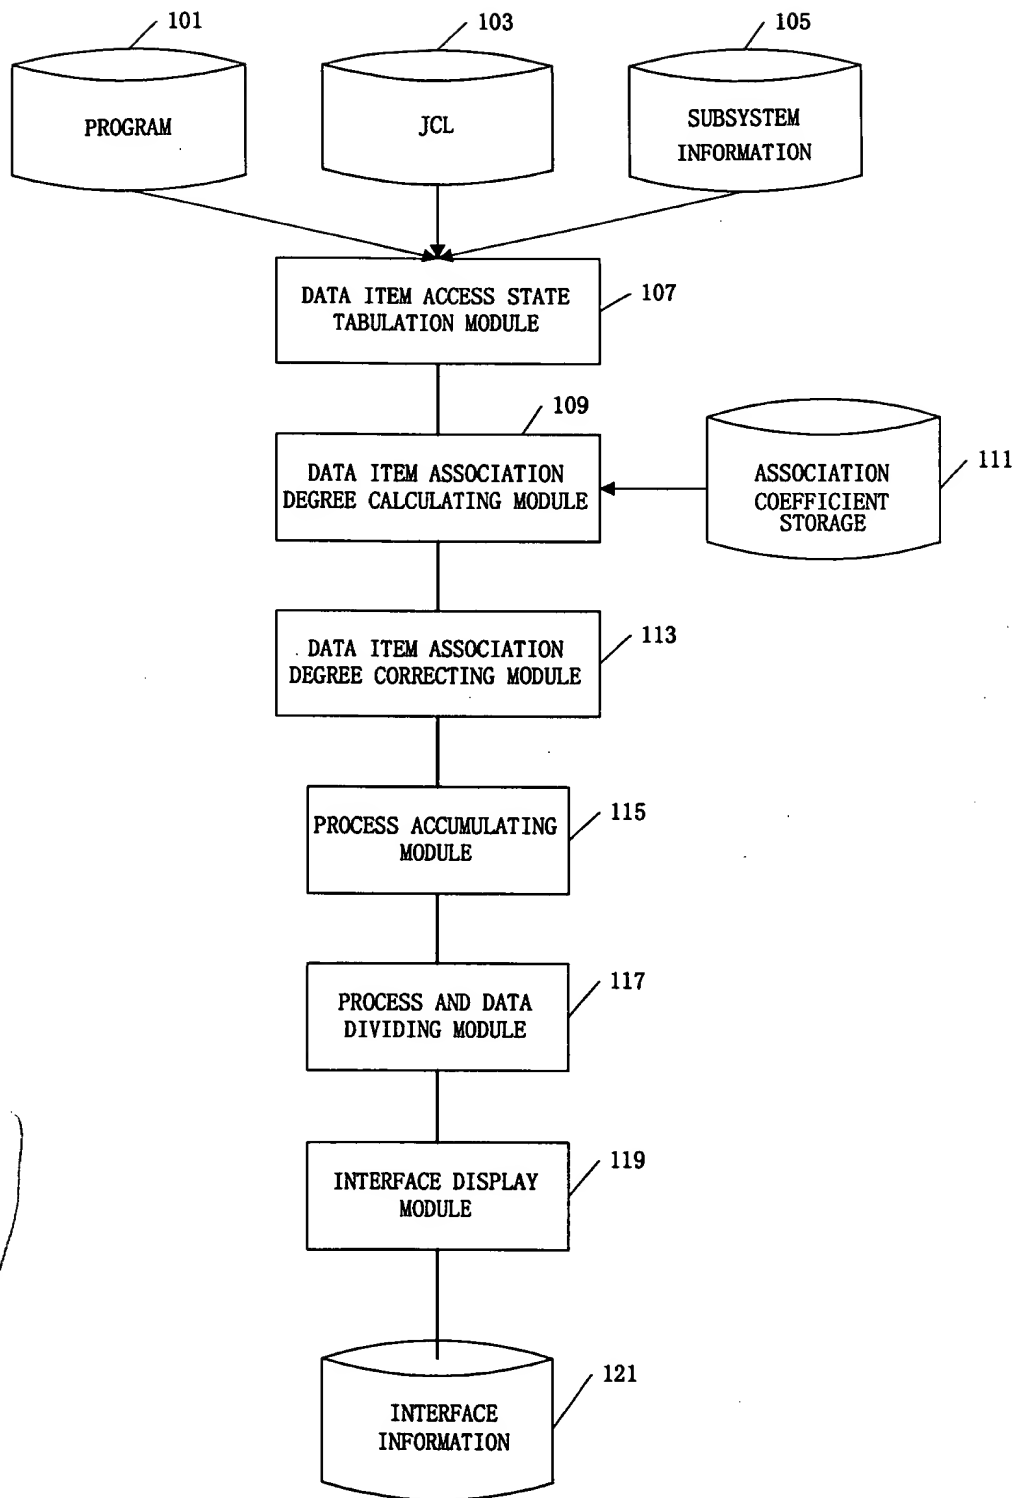 101
103
105
PROGRAM
JCL
SUBSYSTEM
INFORMATION
DATA ITEM ACCESS STATE
TABULATION MODULE
107
109
DATA ITEM ASSOCIATION
DEGREE CALCULATING MODULE
ASSOCIATION
COEFFICIENT
STORAGE
111
DATA ITEM ASSOCIATION
DEGREE CORRECTING MODULE
113
PROCESS ACCUMULATING
MODULE
115
PROCESS AND DATA
DIVIDING MODULE
117
INTERFACE DISPLAY
MODULE
119
INTERFACE
INFORMATION
121